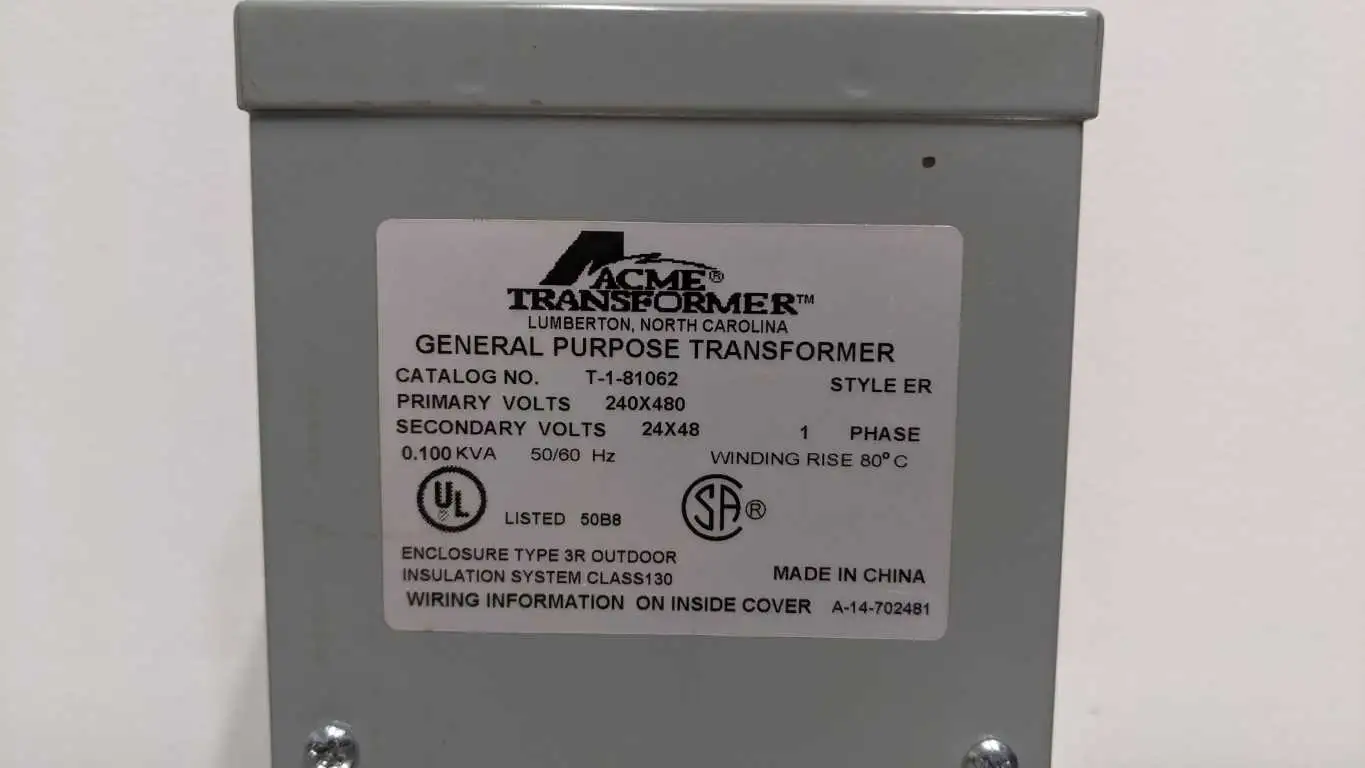 ACME®
TRANSFORMER™
LUMBERTON, NORTH CAROLINA
GENERAL PURPOSE TRANSFORMER
CATALOG NO. T-1-81062 STYLE ER
PRIMARY VOLTS 240X480
SECONDARY VOLTS 24X48 1 PHASE
0.100 KVA 50/60 Hz WINDING RISE 80°C
UL LISTED 50B8 SA®
ENCLOSURE TYPE 3R OUTDOOR
INSULATION SYSTEM CLASS130 MADE IN CHINA
WIRING INFORMATION ON INSIDE COVER A-14-702481